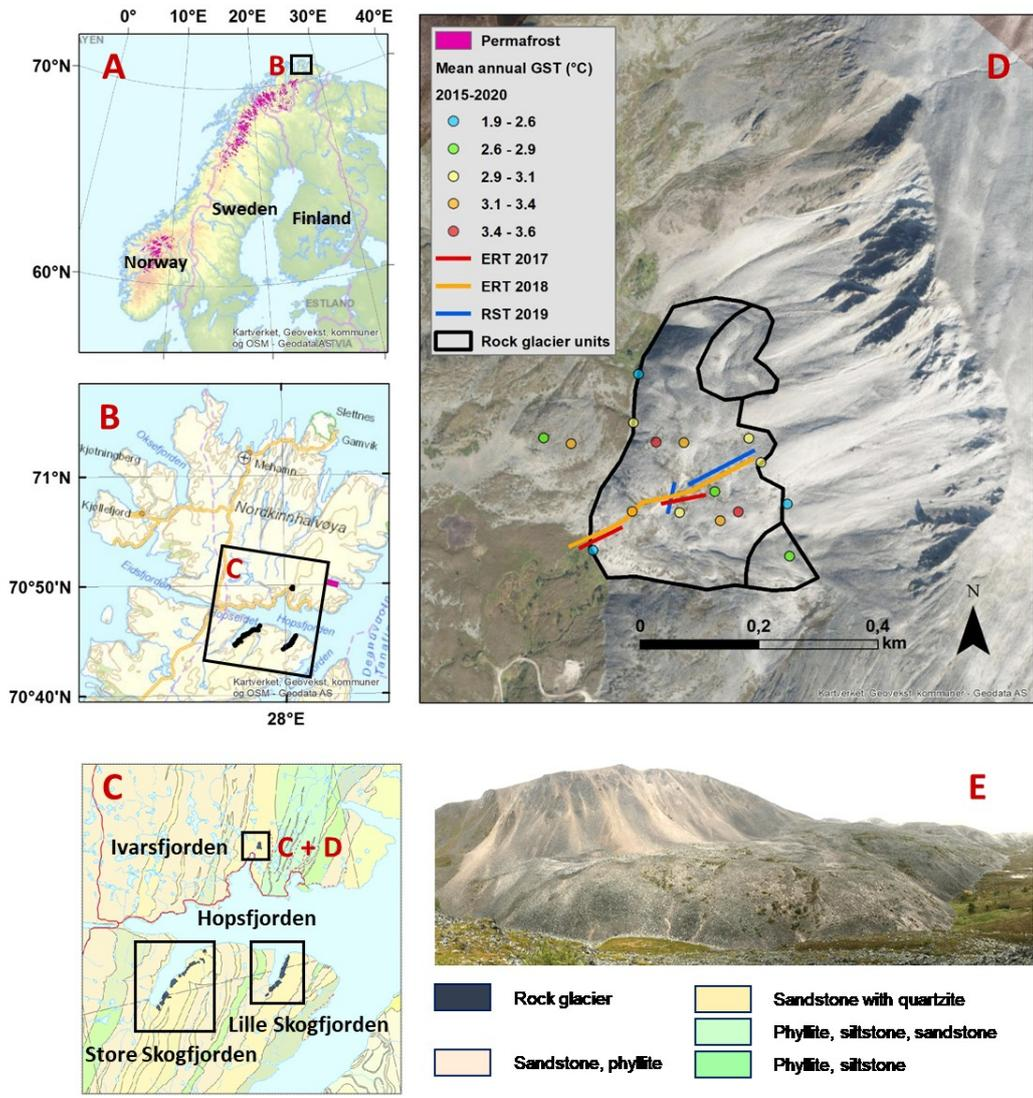 0° 10°E 20°E 30°E 40°E
70°N
60°N
YEN
A
B
Norway
Sweden
Finland
ESTLAND
Kartverket, Geovekst, kommuner
og OSM - Geodata AS
B
71°N
70°50'N
70°40'N
28°E
Slettnes
Gamvik
Oksefjorden
kjøtningberg
Mehamn
Kjøllefjord
Nordkinnhalvøya
Eidsfjorden
C
Hopsfjorden
Kartverket, Geovekst, kommuner
og OSM - Geodata AS
D
Permafrost
Mean annual GST (°C)
2015-2020
1.9 - 2.6
2.6 - 2.9
2.9 - 3.1
3.1 - 3.4
3.4 - 3.6
ERT 2017
ERT 2018
RST 2019
Rock glacier units
N
0 0,2 0,4
km
Kartverket, Geovekst, kommuner - Geodata AS
C
Ivarsfjorden
C + D
Hopsfjorden
Lille Skogfjorden
Store Skogfjorden
E
Rock glacier
Sandstone, phyllite
Sandstone with quartzite
Phyllite, siltstone, sandstone
Phyllite, siltstone